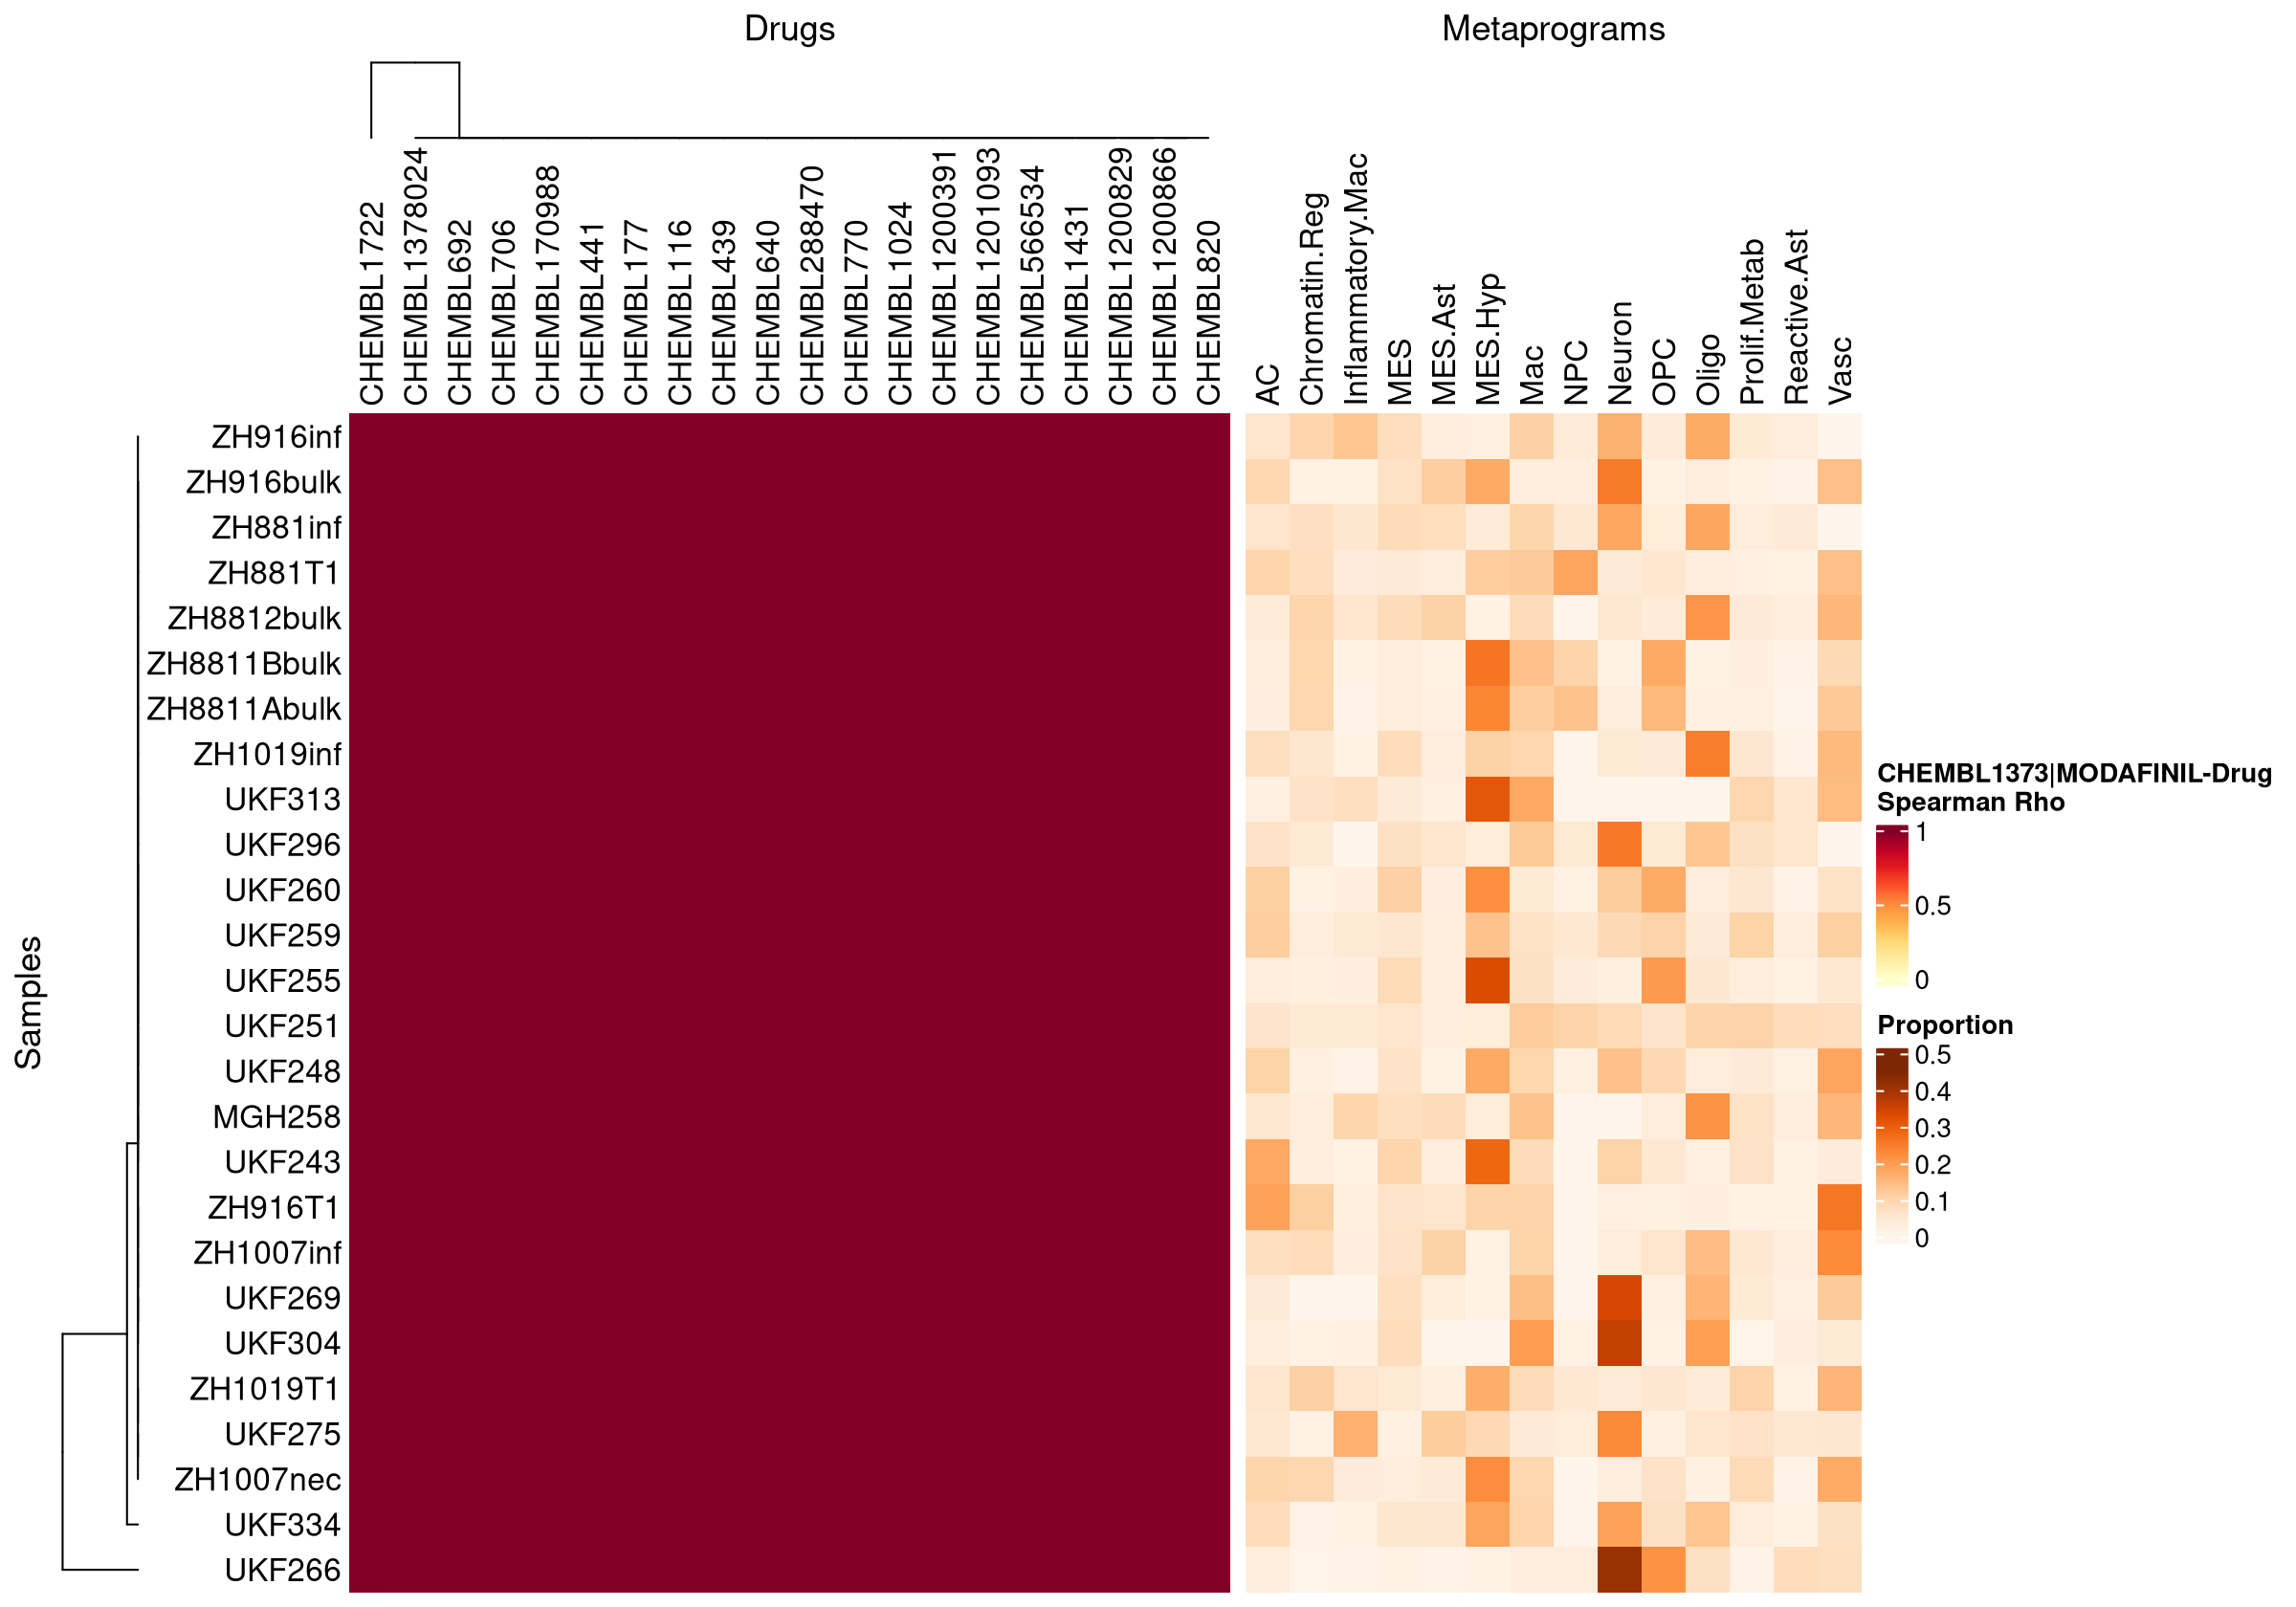 Drugs
Metaprograms
CHEMBL1722
CHEMBL1378024
CHEMBL692
CHEMBL706
CHEMBL1709888
CHEMBL441
CHEMBL177
CHEMBL116
CHEMBL439
CHEMBL640
CHEMBL288470
CHEMBL770
CHEMBL1024
CHEMBL1200391
CHEMBL1201093
CHEMBL566534
CHEMBL1431
CHEMBL1200829
CHEMBL1200866
CHEMBL820
AC
Chromatin.Reg
Inflammatory.Mac
MES
MES.Ast
MES.Hyp
Mac
NPC
Neuron
OPC
Oligo
Prolif.Metab
Reactive.Ast
Vasc
Samples
ZH916inf
ZH916bulk
ZH881inf
ZH881T1
ZH8812bulk
ZH8811Bbulk
ZH8811Abulk
ZH1019inf
UKF313
UKF296
UKF260
UKF259
UKF255
UKF251
UKF248
MGH258
UKF243
ZH916T1
ZH1007inf
UKF269
UKF304
ZH1019T1
UKF275
ZH1007nec
UKF334
UKF266
CHEMBL1373|MODAFINIL-Drug
Spearman Rho
1
0.5
0
Proportion
0.5
0.4
0.3
0.2
0.1
0